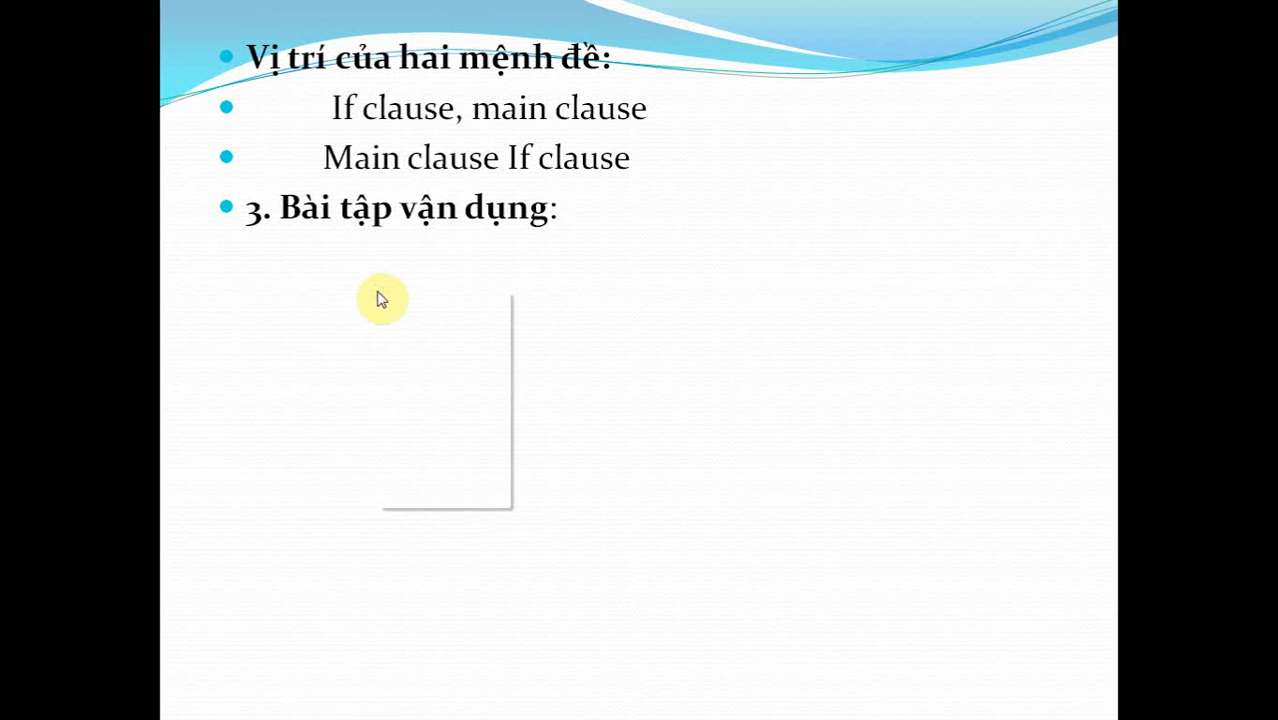 Vị trí của hai mệnh đề:
If clause, main clause
Main clause If clause
3. Bài tập vận dụng: